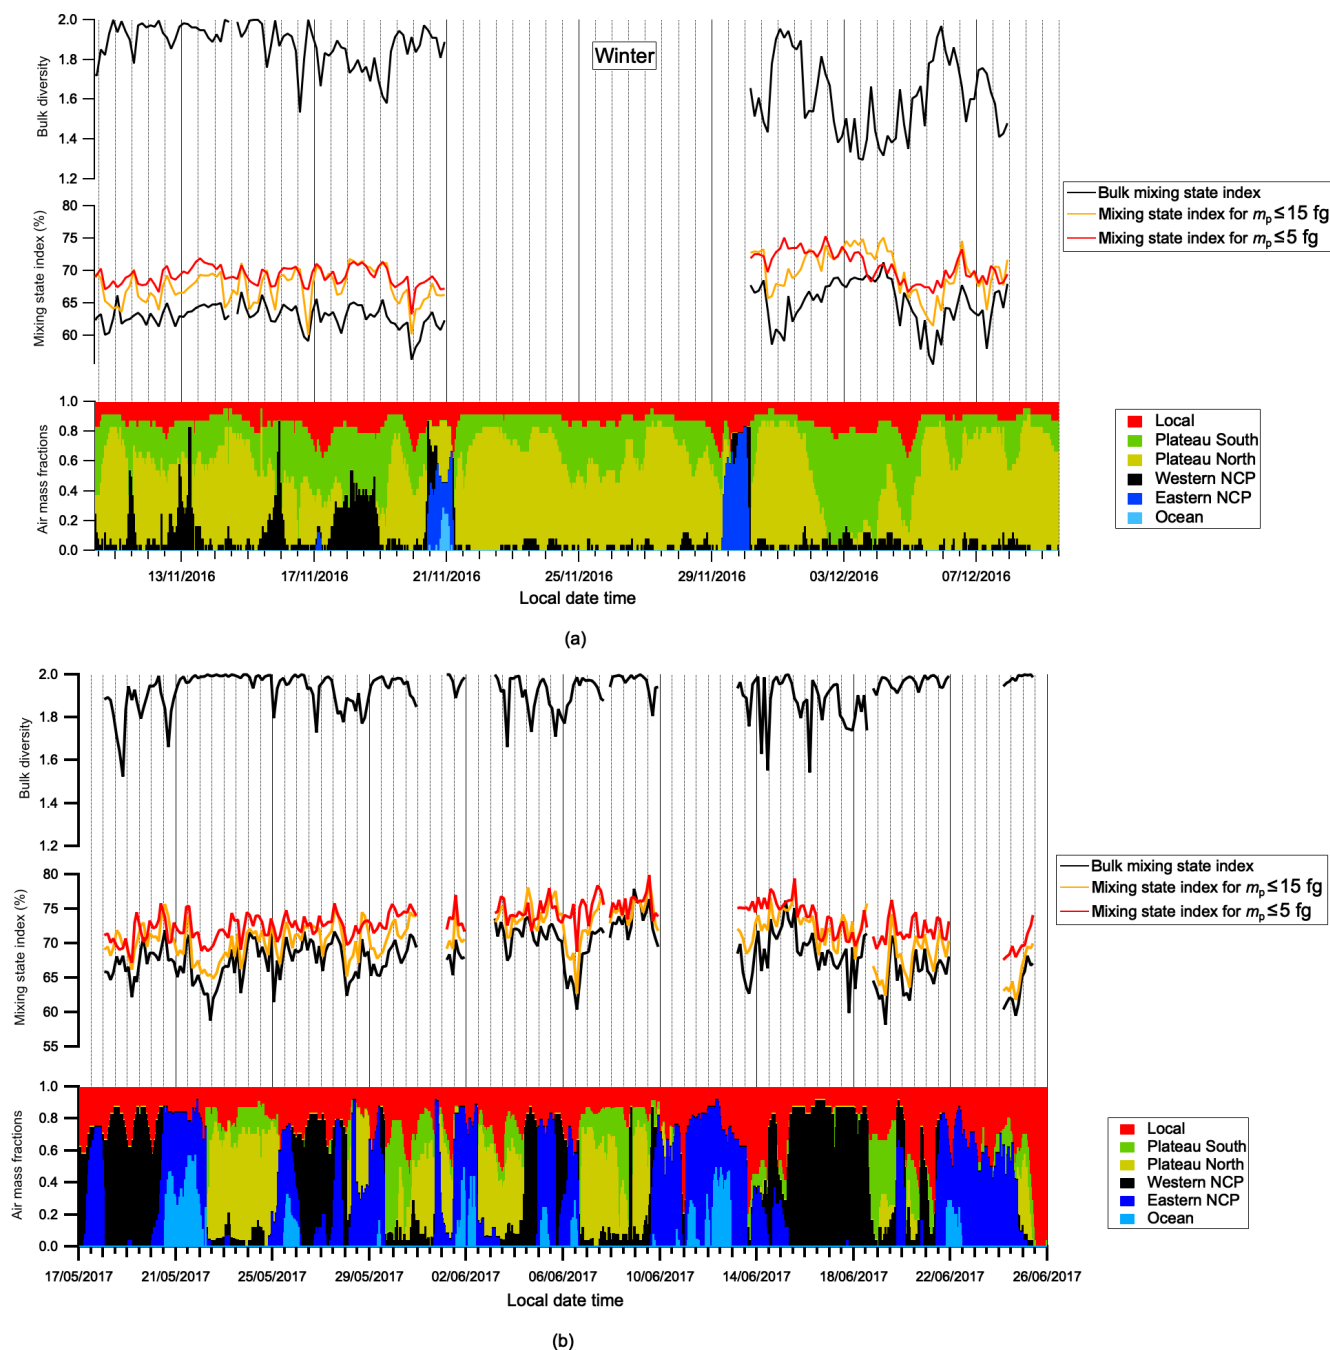 Winter
Bulk diversity
2.0
1.8
1.6
1.4
1.2
Mixing state index (%)
80
75
70
65
60
Bulk mixing state index
Mixing state index for mp ≤ 15 fg
Mixing state index for mp ≤ 5 fg
Air mass fractions
1.0
0.8
0.6
0.4
0.2
0.0
Local
Plateau South
Plateau North
Western NCP
Eastern NCP
Ocean
13/11/2016 17/11/2016 21/11/2016 25/11/2016 29/11/2016 03/12/2016 07/12/2016
Local date time
(a)
Bulk diversity
2.0
1.8
1.6
1.4
1.2
Mixing state index (%)
80
75
70
65
60
55
Bulk mixing state index
Mixing state index for mp ≤ 15 fg
Mixing state index for mp ≤ 5 fg
Air mass fractions
1.0
0.8
0.6
0.4
0.2
0.0
Local
Plateau South
Plateau North
Western NCP
Eastern NCP
Ocean
17/05/2017 21/05/2017 25/05/2017 29/05/2017 02/06/2017 06/06/2017 10/06/2017 14/06/2017 18/06/2017 22/06/2017 26/06/2017
Local date time
(b)